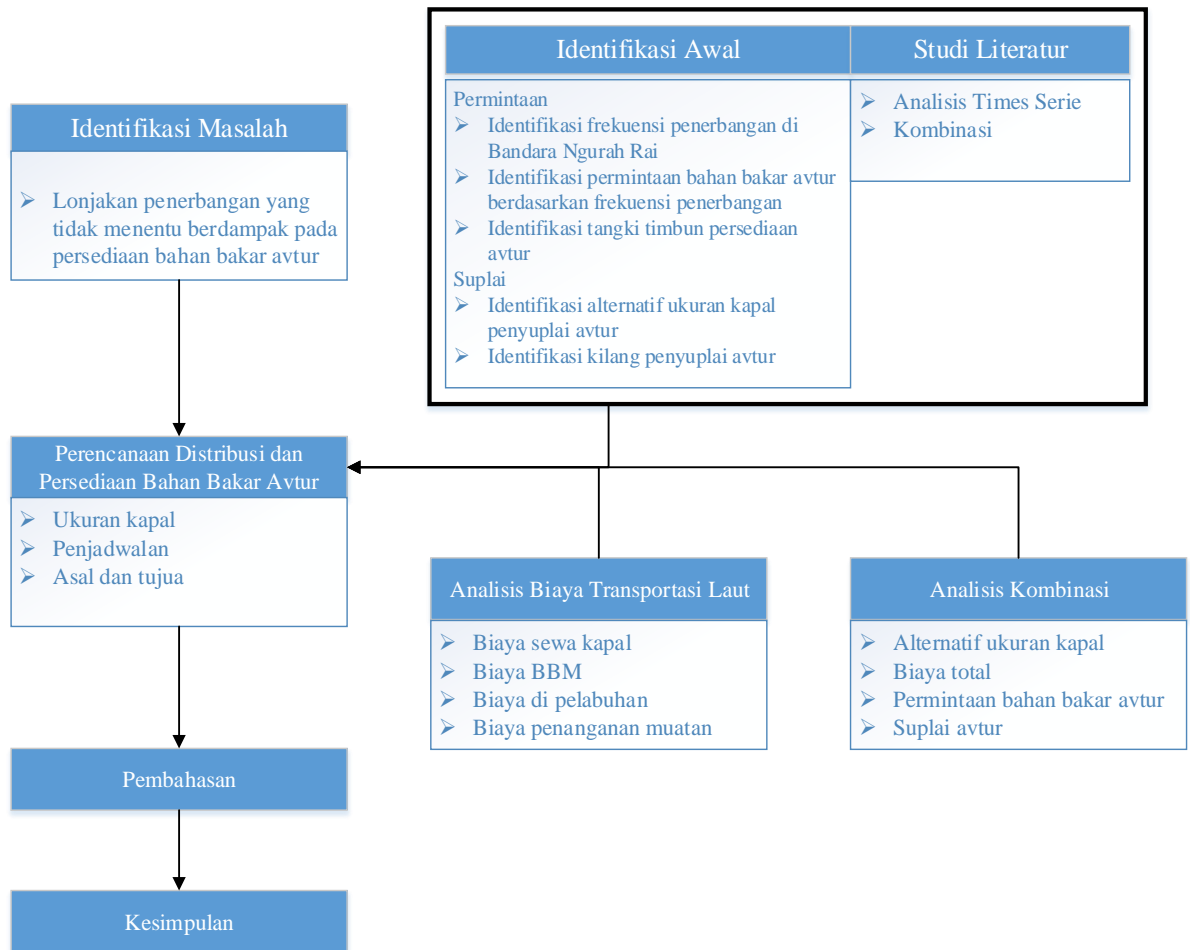 Identifikasi Awal
Studi Literatur
Permintaan
➢ Identifikasi frekuensi penerbangan di
Bandara Ngurah Rai
➢ Identifikasi permintaan bahan bakar avtur
berdasarkan frekuensi penerbangan
➢ Identifikasi tangki timbun persediaan
avtur
Suplai
➢ Identifikasi alternatif ukuran kapal
penyuplai avtur
➢ Identifikasi kilang penyuplai avtur
➢ Analisis Times Serie
➢ Kombinasi
Identifikasi Masalah
➢ Lonjakan penerbangan yang
tidak menentu berdampak pada
persediaan bahan bakar avtur
Perencanaan Distribusi dan
Persediaan Bahan Bakar Avtur
➢ Ukuran kapal
➢ Penjadwalan
➢ Asal dan tujua
Analisis Biaya Transportasi Laut
➢ Biaya sewa kapal
➢ Biaya BBM
➢ Biaya di pelabuhan
➢ Biaya penanganan muatan
Analisis Kombinasi
➢ Alternatif ukuran kapal
➢ Biaya total
➢ Permintaan bahan bakar avtur
➢ Suplai avtur
Pembahasan
Kesimpulan